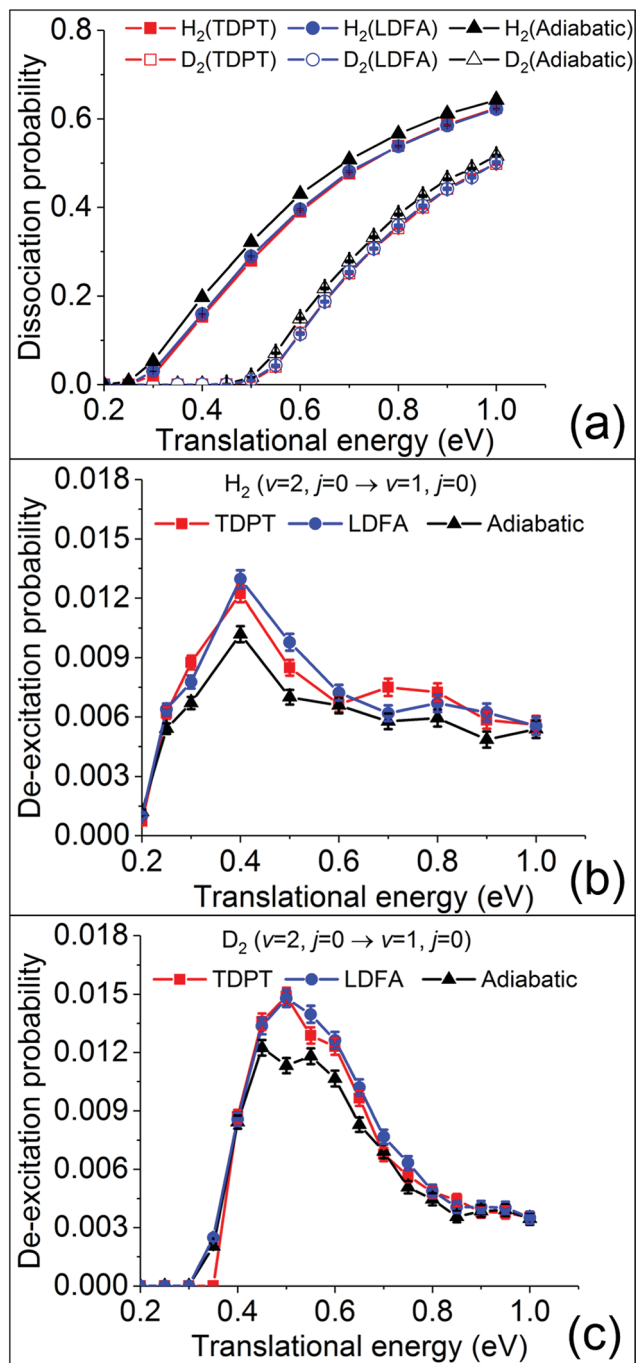 H2(TDPT) H2(LDFA) H2(Adiabatic)
D2(TDPT) D2(LDFA) D2(Adiabatic)
0.8
0.6
0.4
0.2
0.0
Dissociation probability
0.2 0.4 0.6 0.8 1.0
Translational energy (eV)
(a)
H2 (v=2, j=0 → v=1, j=0)
TDPT LDFA Adiabatic
0.018
0.015
0.012
0.009
0.006
0.003
0.000
De-excitation probability
0.2 0.4 0.6 0.8 1.0
Translational energy (eV)
(b)
D2 (v=2, j=0 → v=1, j=0)
TDPT LDFA Adiabatic
0.018
0.015
0.012
0.009
0.006
0.003
0.000
De-excitation probability
0.2 0.4 0.6 0.8 1.0
Translational energy (eV)
(c)